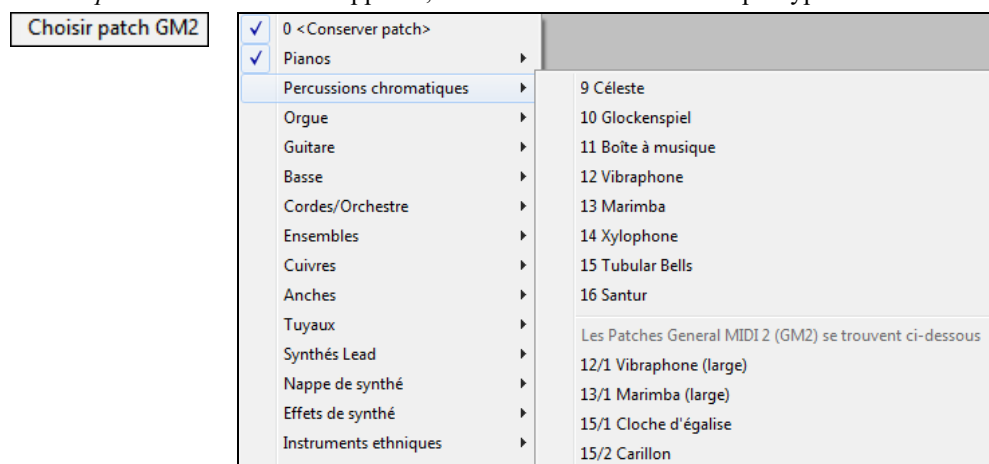 Choisir patch GM2
0 <Conserver patch>
Pianos
Percussions chromatiques
Orgue
Guitare
Basse
Cordes/Orchestre
Ensembles
Cuivres
Anches
Tuyaux
Synthés Lead
Nappe de synthé
Effets de synthé
Instruments ethniques
9 Céleste
10 Glockenspiel
11 Boîte à musique
12 Vibraphone
13 Marimba
14 Xylophone
15 Tubular Bells
16 Santur
Les Patches General MIDI 2 (GM2) se trouvent ci-dessous
12/1 Vibraphone (large)
13/1 Marimba (large)
15/1 Cloche d'égalise
15/2 Carillon